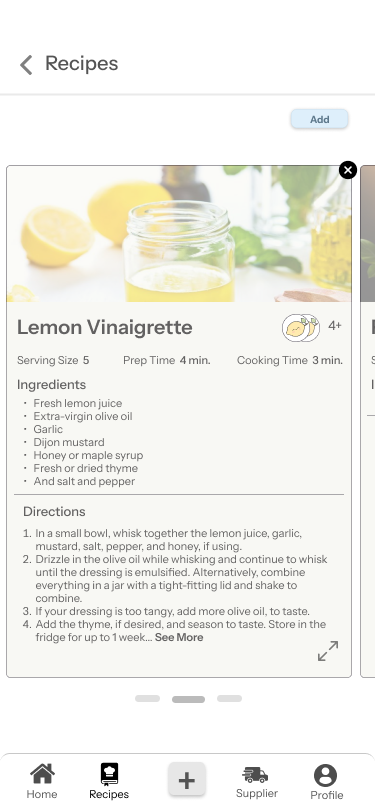 Recipes
Add
Lemon Vinaigrette
4+
Serving Size 5 Prep Time 4 min. Cooking Time 3 min.
Ingredients
• Fresh lemon juice
• Extra-virgin olive oil
• Garlic
• Dijon mustard
• Honey or maple syrup
• Fresh or dried thyme
• And salt and pepper
Directions
1. In a small bowl, whisk together the lemon juice, garlic,
mustard, salt, pepper, and honey, if using.
2. Drizzle in the olive oil while whisking and continue to whisk
until the dressing is emulsified. Alternatively, combine
everything in a jar with a tight-fitting lid and shake to
combine.
3. If your dressing is too tangy, add more olive oil, to taste.
4. Add the thyme, if desired, and season to taste. Store in the
fridge for up to 1 week... See More
Home
Recipes
+
Supplier
Profile